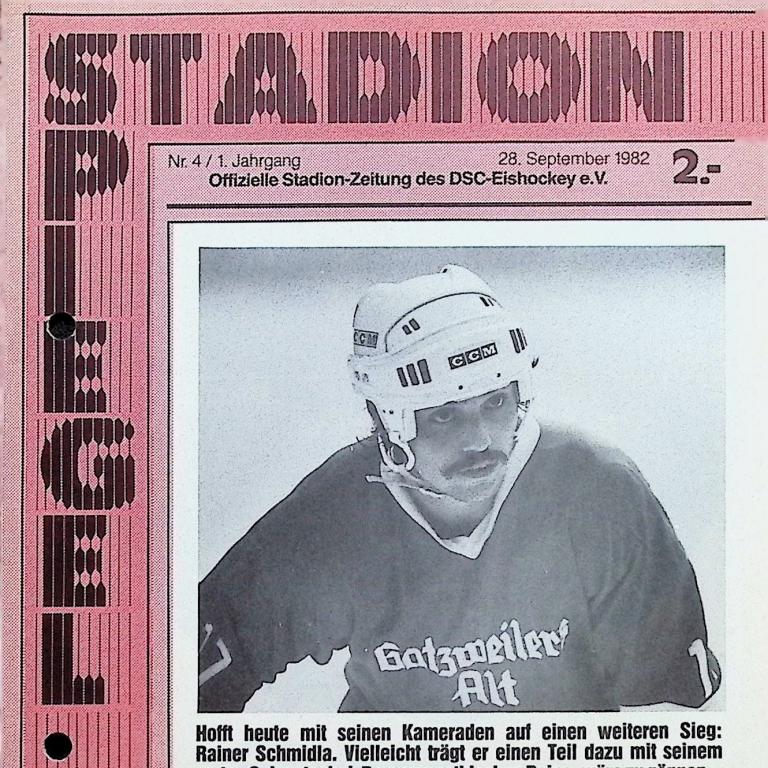 STADION
SPIEGEL
Nr. 4 / 1. Jahrgang
28. September 1982
2.-
Offizielle Stadion-Zeitung des DSC-Eishockey e.V.
CCM
CCM
Gatzweilers
Alt
1
Hofft heute mit seinen Kameraden auf einen weiteren Sieg:
Rainer Schmidla. Vielleicht trägt er einen Teil dazu mit seinem